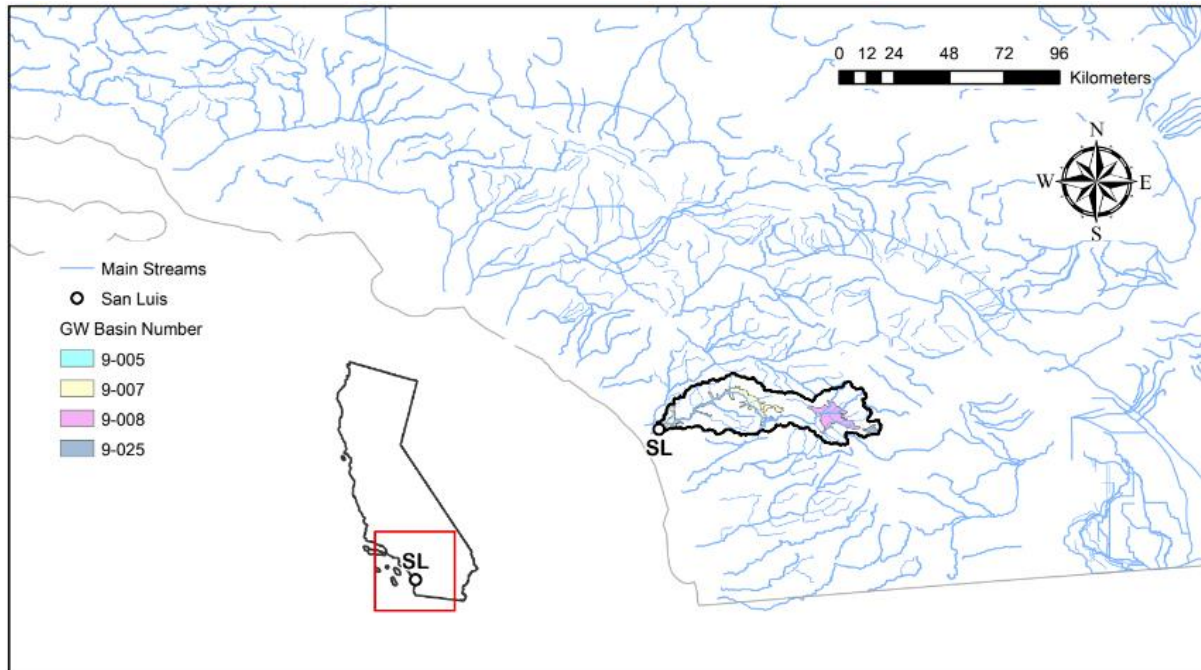 0 12 24 48 72 96
Kilometers
N
W E
S
Main Streams
San Luis
GW Basin Number
9-005
9-007
9-008
9-025
SL
SL